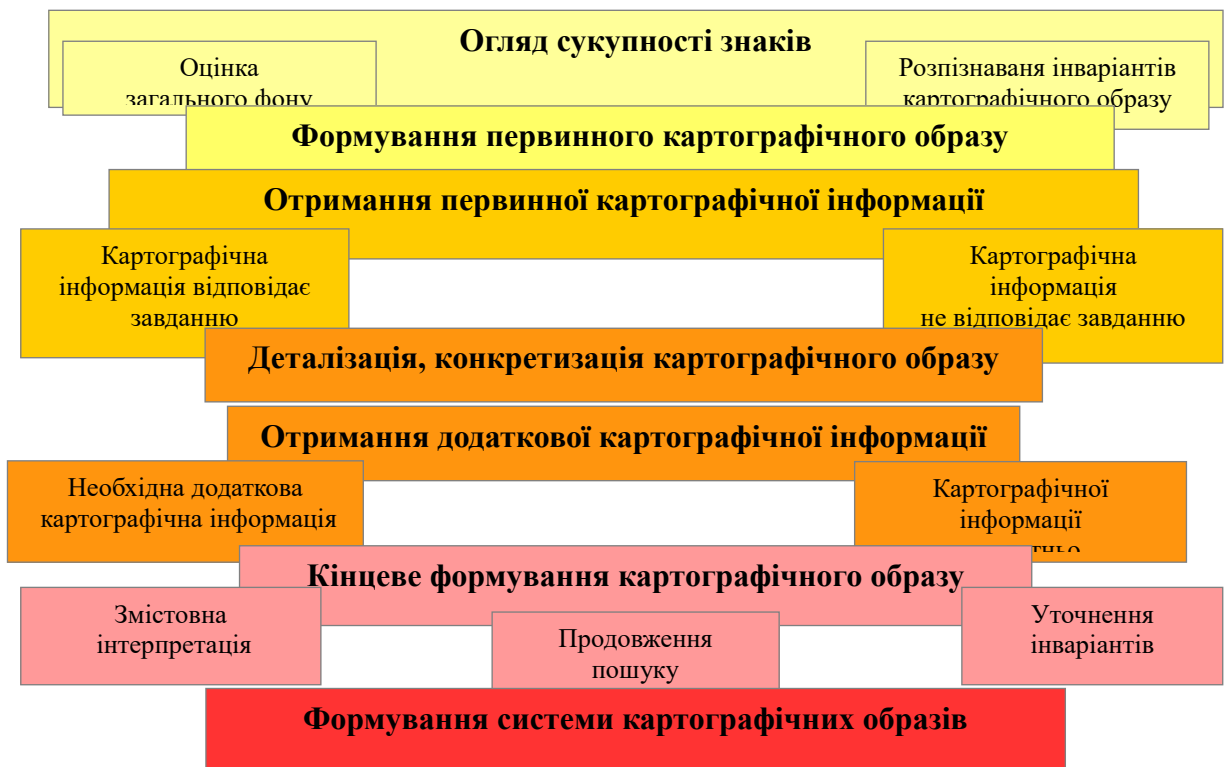 Огляд сукупності знаків
Оцінка
загального фону
Розпізнаваня інваріантів
картографічного образу
Формування первинного картографічного образу
Отримання первинної картографічної інформації
Картографічна
інформація відповідає
завданню
Картографічна
інформація
не відповідає завданню
Деталізація, конкретизація картографічного образу
Отримання додаткової картографічної інформації
Необхідна додаткова
картографічна інформація
Картографічної
інформації
Кінцеве формування картографічного образу
Змістовна
інтерпретація
Продовження
пошуку
Уточнення
інваріантів
Формування системи картографічних образів